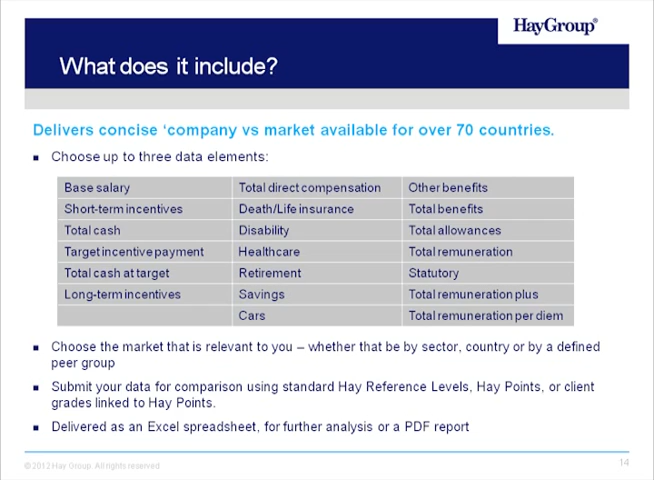 HayGroup®
What does it include?
Delivers concise ‘company vs market available for over 70 countries.
■ Choose up to three data elements:
Base salary Total direct compensation Other benefits
Short-term incentives Death/Life insurance Total benefits
Total cash Disability Total allowances
Target incentive payment Healthcare Total remuneration
Total cash at target Retirement Statutory
Long-term incentives Savings Total remuneration plus
Cars Total remuneration per diem
■ Choose the market that is relevant to you – whether that be by sector, country or by a defined
peer group
■ Submit your data for comparison using standard Hay Reference Levels, Hay Points, or client
grades linked to Hay Points.
■ Delivered as an Excel spreadsheet, for further analysis or a PDF report
© 2012 Hay Group. All rights reserved
14